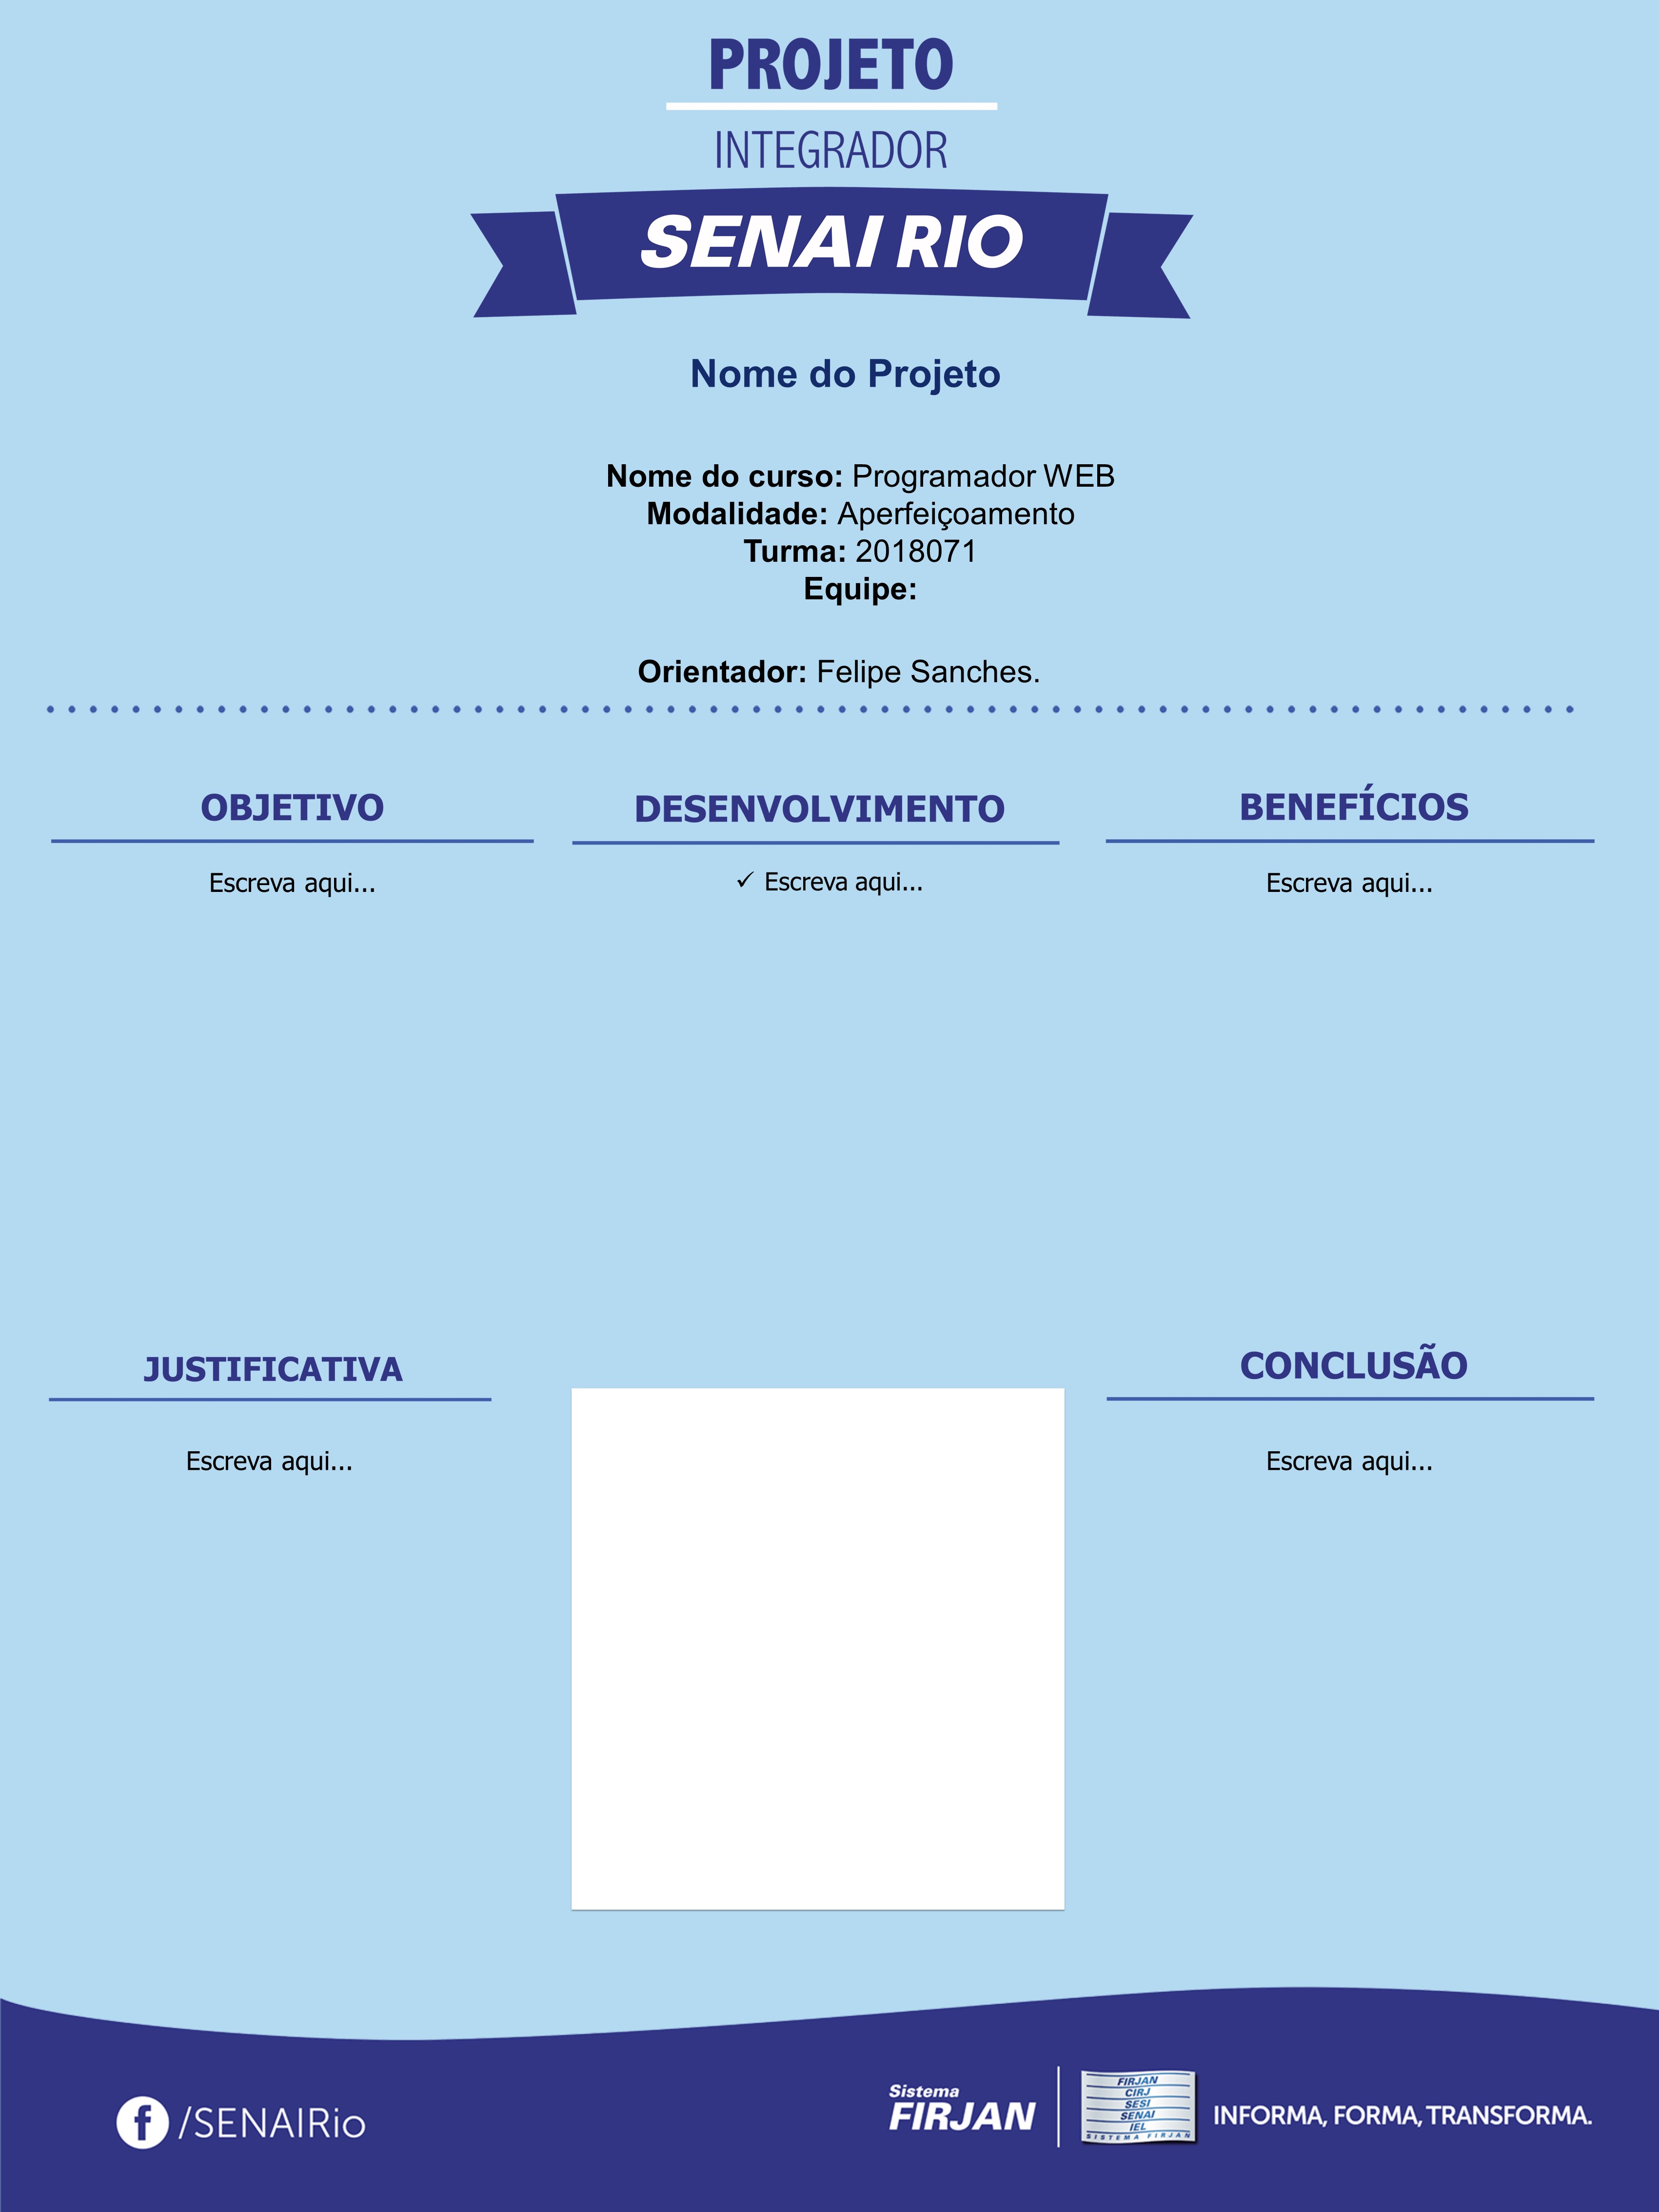 PROJETO
INTEGRADOR
SENAI RIO
Nome do Projeto
Nome do curso: Programador WEB
Modalidade: Aperfeiçoamento
Turma: 2018071
Equipe:
Orientador: Felipe Sanches.
OBJETIVO
Escreva aqui...
DESENVOLVIMENTO
✓ Escreva aqui...
BENEFÍCIOS
Escreva aqui...
JUSTIFICATIVA
Escreva aqui...
CONCLUSÃO
Escreva aqui...
f /SENAIRio
Sistema
FIRJAN
FIRJAN
CIRJ
SESI
SENAI
IEL
SISTEMA FIRJAN
INFORMA, FORMA, TRANSFORMA.